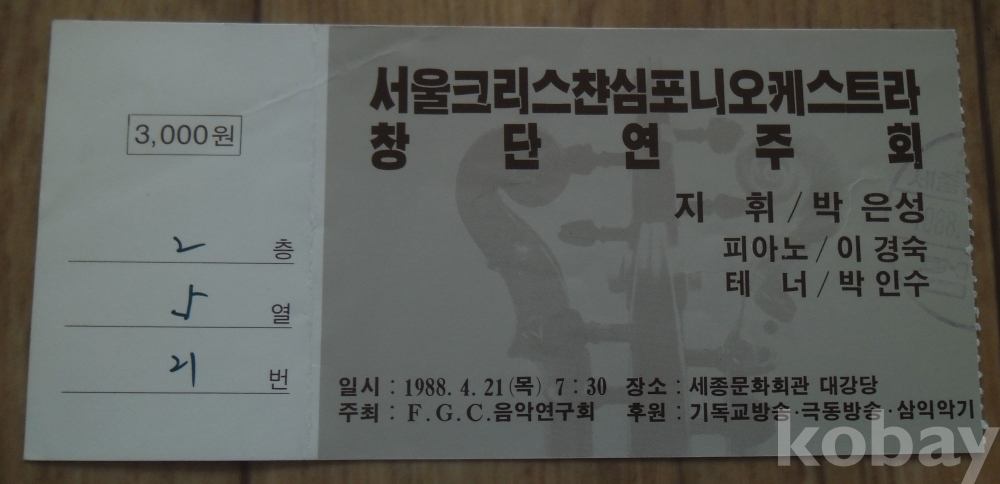 3,000원
2 층
5 열
21 번
서울크리스챤심포니오케스트라
창단연주회
지 휘/박 은성
피아노/이 경숙
테 너/박 인수
일시 : 1988. 4. 21(목) 7 : 30 장소 : 세종문화회관 대강당
주최 : F.G.C.음악연구회 후원 : 기독교방송·극동방송·삼익악기
kobay